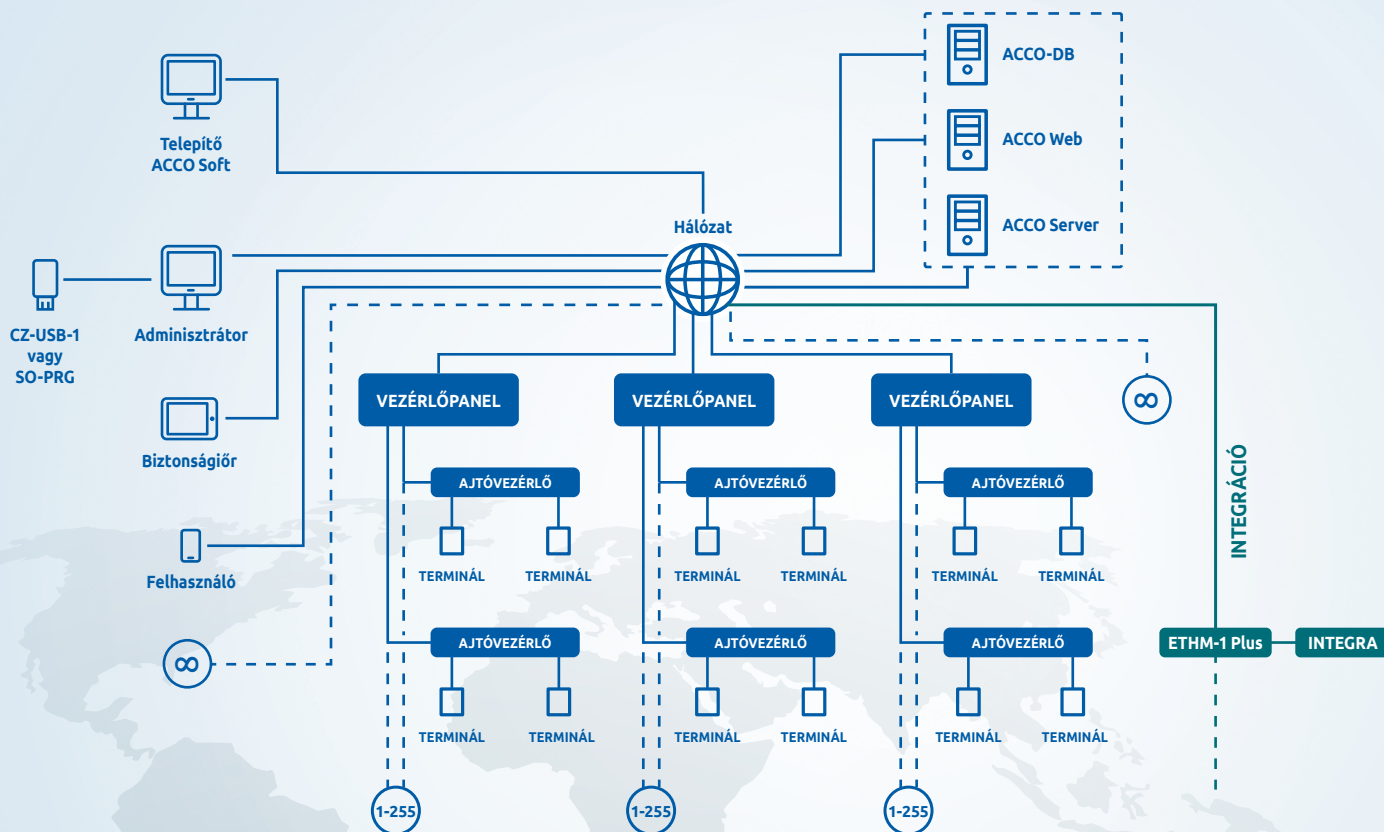 ACCO-DB
Telepítő
ACCO Soft
ACCO Web
ACCO Server
Hálózat
CZ-USB-1
vagy
SO-PRG
Adminisztrátor
VEZÉRLŐPANEL
VEZÉRLŐPANEL
VEZÉRLŐPANEL
∞
Biztonságiőr
AJTÓVEZÉRLŐ
AJTÓVEZÉRLŐ
AJTÓVEZÉRLŐ
INTEGRÁCIÓ
Felhasználó
TERMINÁL
TERMINÁL
TERMINÁL
TERMINÁL
TERMINÁL
TERMINÁL
∞
AJTÓVEZÉRLŐ
AJTÓVEZÉRLŐ
AJTÓVEZÉRLŐ
ETHM-1 Plus
INTEGRA
TERMINÁL
TERMINÁL
TERMINÁL
TERMINÁL
TERMINÁL
TERMINÁL
1-255
1-255
1-255